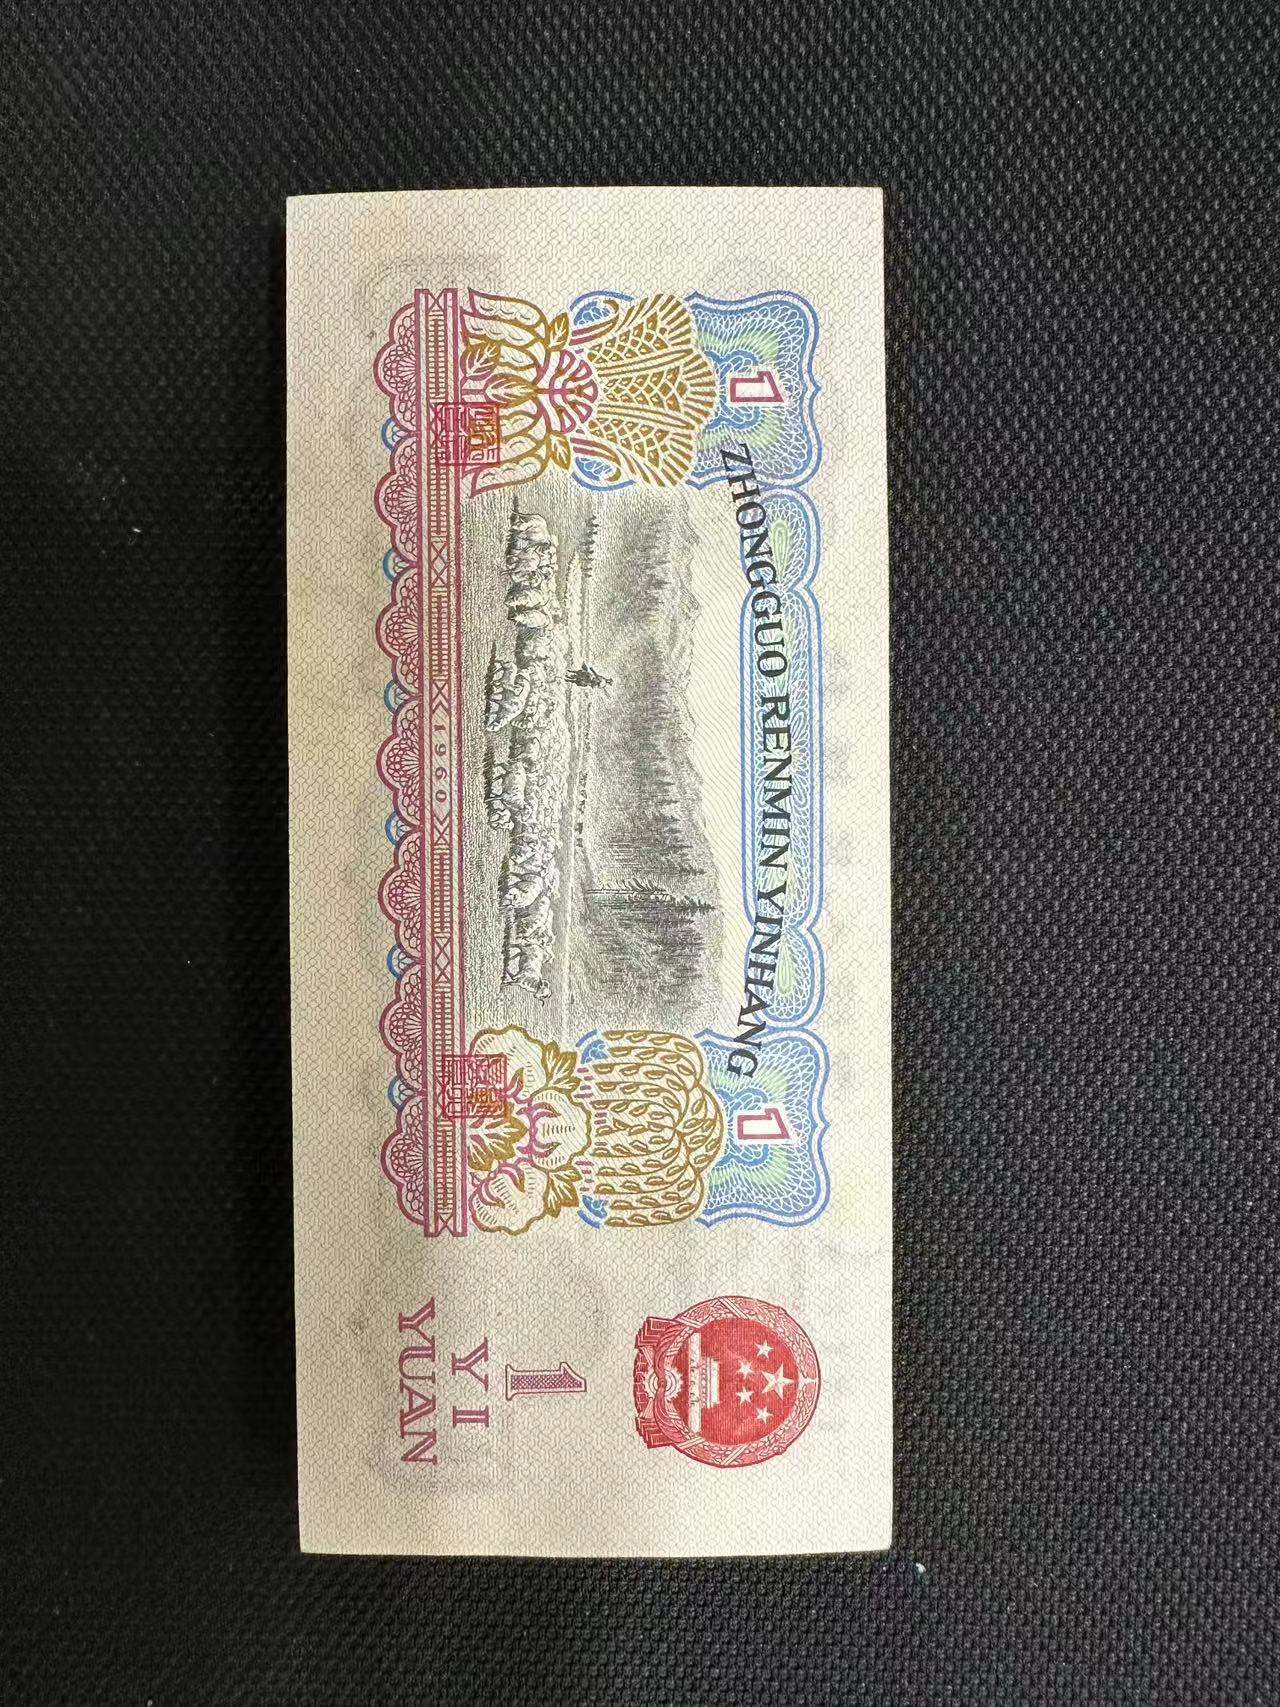 ZHONGGUO RENMIN YINHANG
1
1
1
YI
YUAN
1960